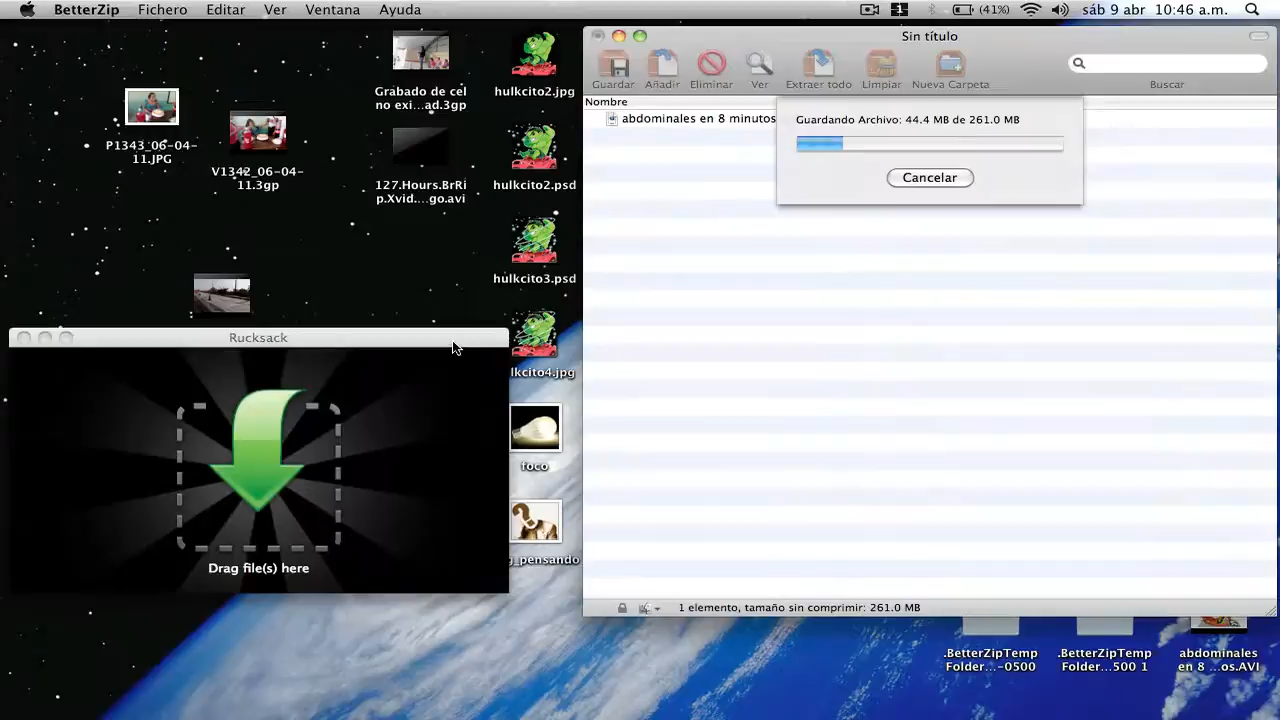 BetterZip Fichero Editar Ver Ventana Ayuda
(41%) sáb 9 abr 10:46 a.m.
P1343_06-04-
11.JPG
V1342_06-04-
11.3gp
Grabado de cel
no exi...ad.3gp
127.Hours.BrRi
p.Xvid....go.avi
hulkcito2.jpg
hulkcito2.psd
hulkcito3.psd
ulkcito4.jpg
foco
g_pensando
Rucksack
Drag file(s) here
Sin título
Guardar Añadir Eliminar Ver Extraer todo Limpiar Nueva Carpeta Buscar
Nombre
abdominales en 8 minutos
Guardando Archivo: 44.4 MB de 261.0 MB
Cancelar
1 elemento, tamaño sin comprimir: 261.0 MB
.BetterZipTemp
Folder...-0500
.BetterZipTemp
Folder...500 1
abdominales
en 8 ...os.AVI